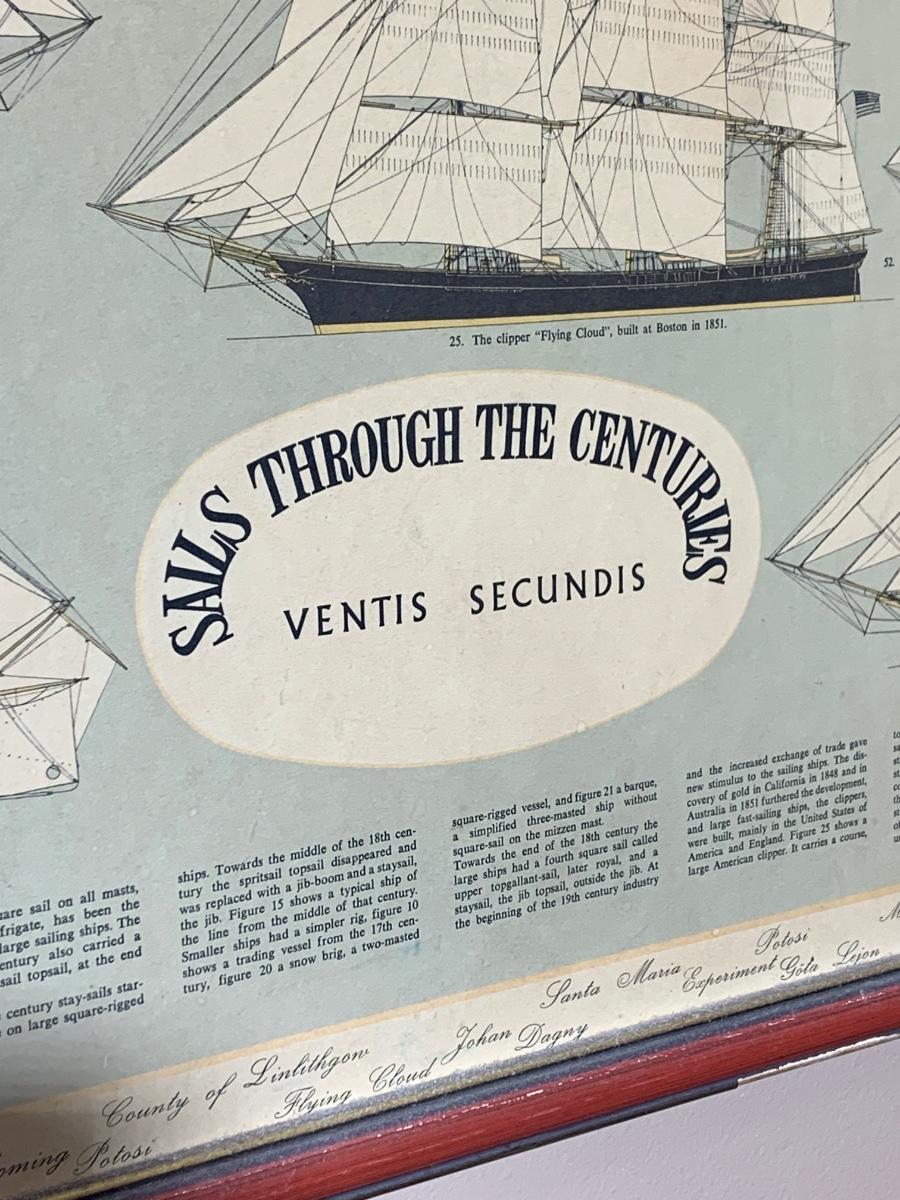 52.
25. The clipper “Flying Cloud”, built at Boston in 1851.
SAILS THROUGH THE CENTURIES
VENTIS SECUNDIS
sail on all masts,
frigate, has been the
large sailing ships. The
also carried a
sail topsail, at the end
century stay-sails star-
on large square-rigged
ships. Towards the middle of the 18th cen-
tury the spritsail topsail disappeared and
was replaced with a jib-boom and a staysail,
the jib. Figure 15 shows a typical ship of
the line from the middle of that century.
Smaller ships had a simpler rig, figure 10
shows a trading vessel from the 17th cen-
tury, figure 20 a snow brig, a two-masted
square-rigged vessel, and figure 21 a barque,
a simplified three-masted ship without
square-sail on the mizzen mast.
Towards the end of the 18th century the
large ships had a fourth square sail called
upper topgallant-sail, later royal, and a
staysail, the jib topsail, outside the jib. At
the beginning of the 19th century industry
and the increased exchange of trade gave
new stimulus to the sailing ships. The dis-
covery of gold in California in 1848 and in
Australia in 1851 furthered the development,
and large fast-sailing ships, the clippers,
were built, mainly in the United States of
America and England. Figure 25 shows a
large American clipper. It carries a course,
Potosi County of Linlithgow Flying Cloud Johan Dagny Santa Maria Experiment Potosi Göta Lejon